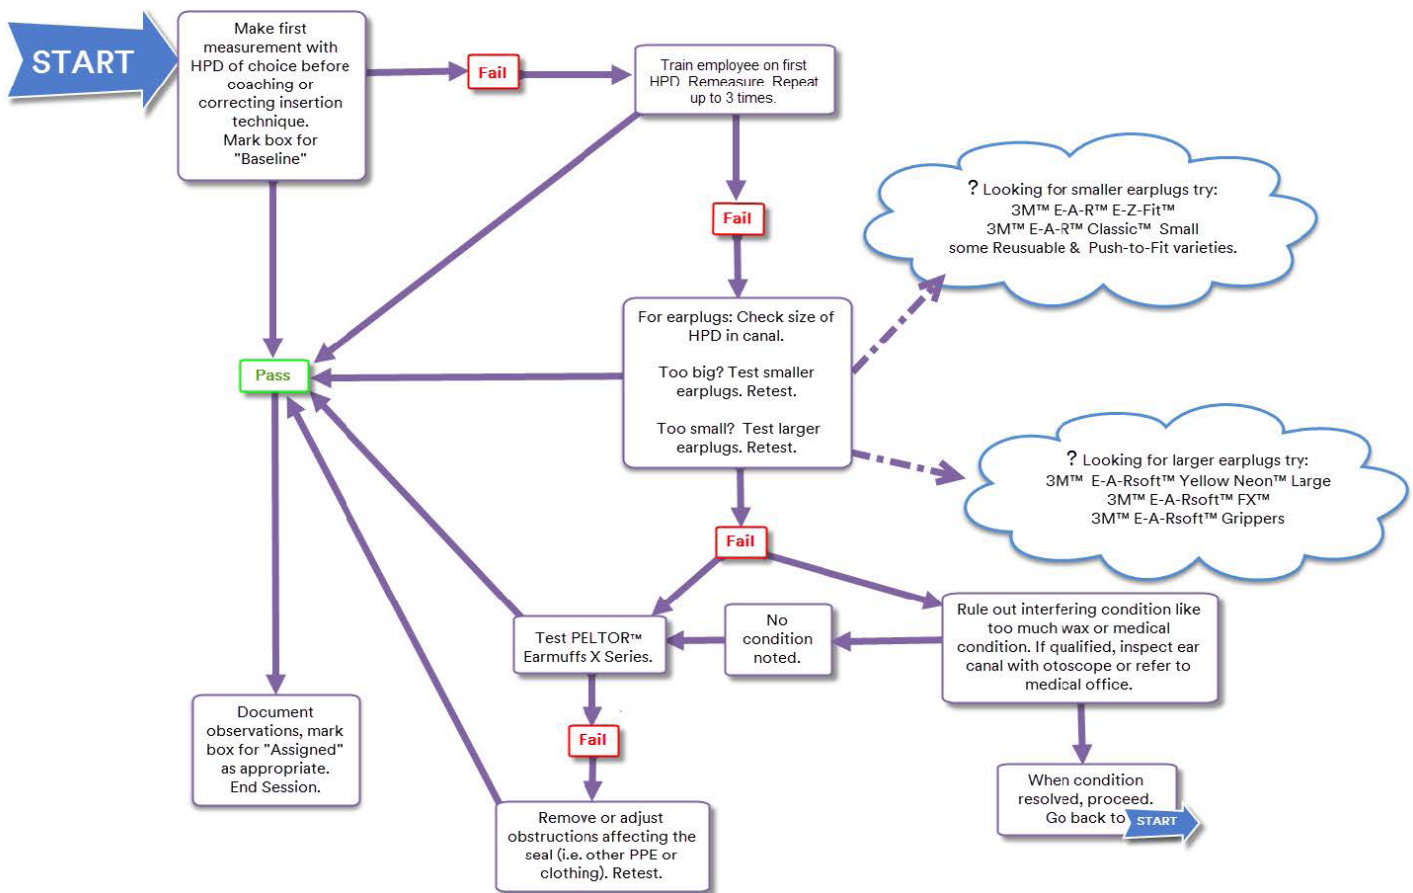 START
Make first
measurement with
HPD of choice before
coaching or
correcting insertion
technique.
Mark box for
"Baseline"
Fail
Train employee on first
HPD Remeasure Repeat
up to 3 times.
Fail
? Looking for smaller earplugs try:
3M™ E-A-R™ E-Z-Fit™
3M™ E-A-R™ Classic™ Small
some Reusuable & Push-to-Fit varieties.
For earplugs: Check size of
HPD in canal.
Too big? Test smaller
earplugs. Retest.
Too small? Test larger
earplugs. Retest.
Pass
? Looking for larger earplugs try:
3M™ E-A-Rsoft™ Yellow Neon™ Large
3M™ E-A-Rsoft™ FX™
3M™ E-A-Rsoft™ Grippers
Fail
Rule out interfering condition like
too much wax or medical
condition. If qualified, inspect ear
canal with otoscope or refer to
medical office.
No
condition
noted.
Test PELTOR™
Earmuffs X Series.
Fail
Document
observations, mark
box for "Assigned"
as appropriate.
End Session.
When condition
resolved, proceed.
Go back to START
Remove or adjust
obstructions affecting the
seal (i.e. other PPE or
clothing). Retest.